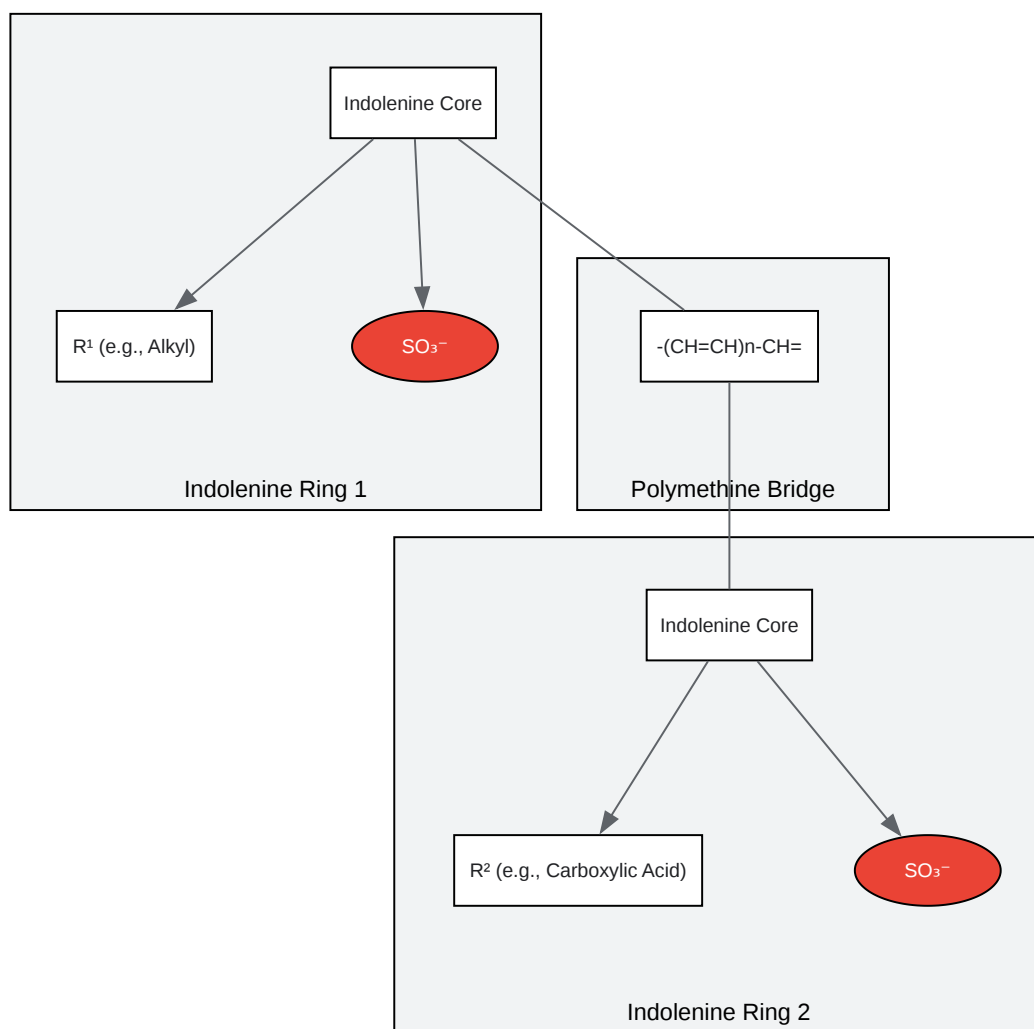 Indolenine Core
R¹ (e.g., Alkyl)
SO₃⁻
-(CH=CH)n-CH=
Indolenine Ring 1
Polymethine Bridge
Indolenine Core
R² (e.g., Carboxylic Acid)
SO₃⁻
Indolenine Ring 2